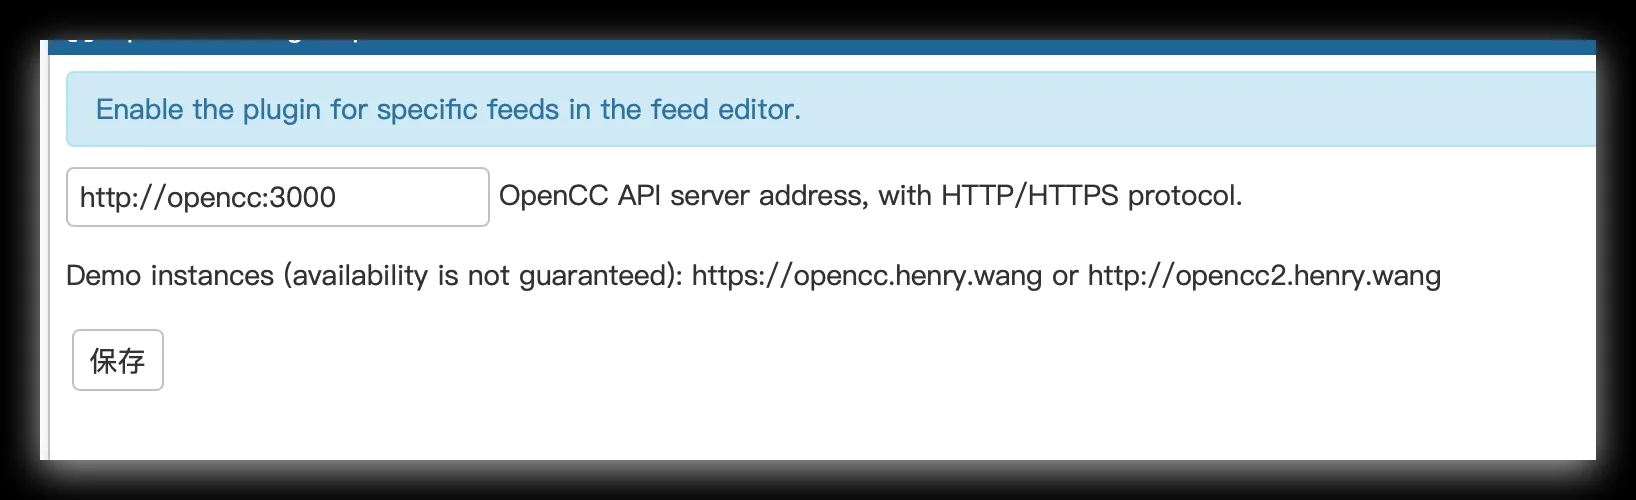 Enable the plugin for specific feeds in the feed editor.
http://opencc:3000 OpenCC API server address, with HTTP/HTTPS protocol.
Demo instances (availability is not guaranteed): https://opencc.henry.wang or http://opencc2.henry.wang
保存